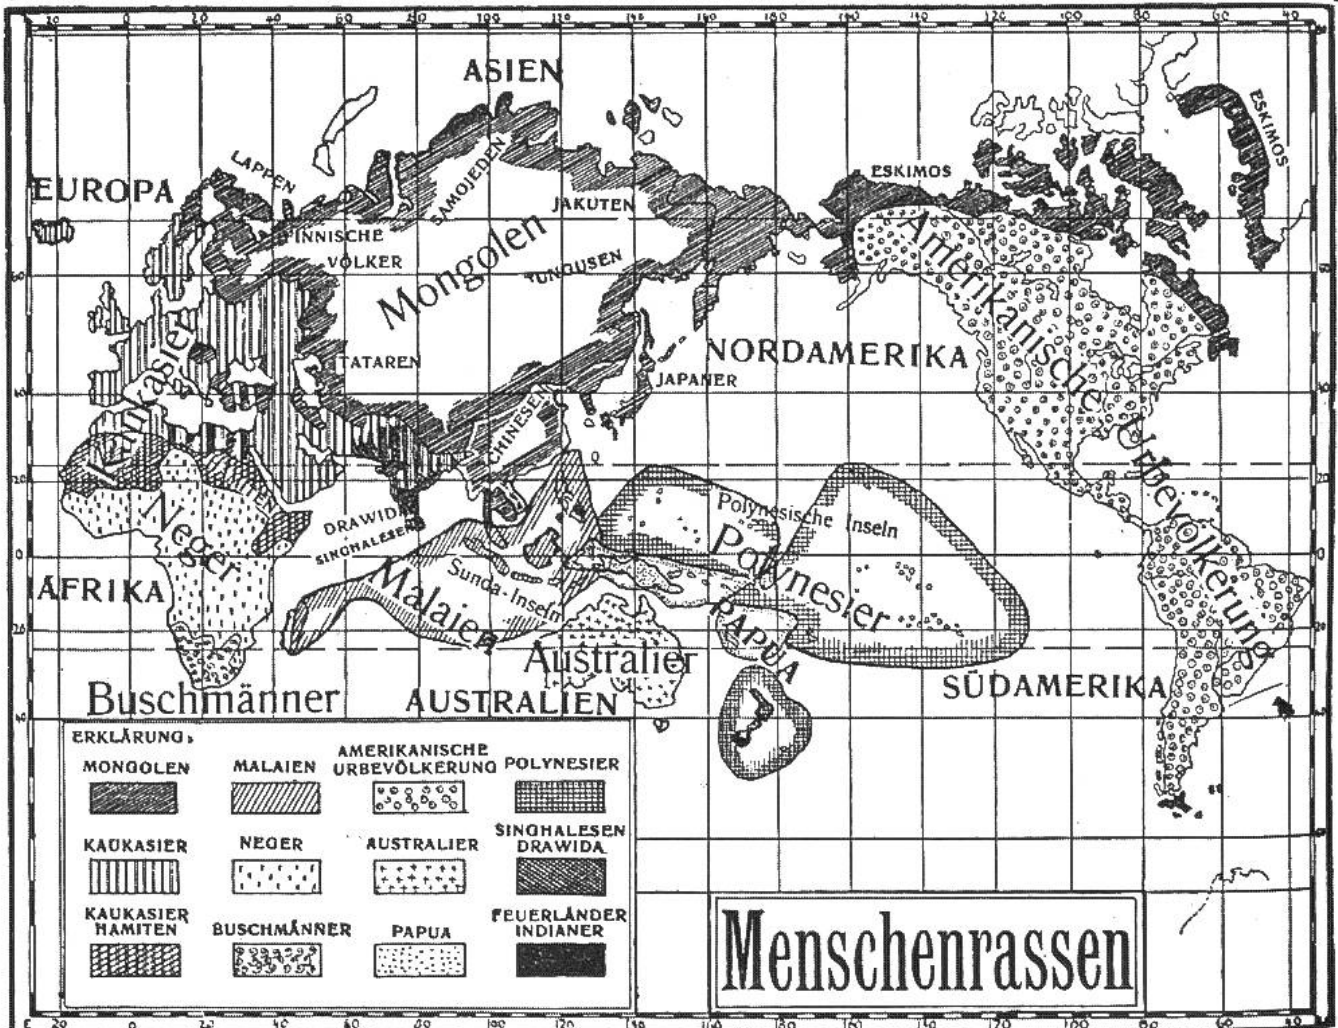 ASIEN
EUROPA
LAPPEN
FINNISCHE
VÖLKER
SAMOJEDEN
JAKUTEN
Mongolen
TUNGUSEN
TATAREN
Kaukasier
CHINESEN
JAPANER
ESKIMOS
ESKIMOS
NORDAMERIKA
Amerikanische Urbevölkerung
Neger
DRAWIDA
SINGHALESEN
AFRIKA
Malaien
Sunda-Inseln
Polynesische Inseln
Polynesier
PAPUA
Australier
AUSTRALIEN
SÜDAMERIKA
Buschmänner
ERKLÄRUNG:
MONGOLEN
MALAIEN
AMERIKANISCHE
URBEVÖLKERUNG
POLYNESIER
KAUKASIER
NEGER
AUSTRALIER
SINGHALESEN
DRAWIDA
KAUKASIER
HAMITEN
BUSCHMÄNNER
PAPUA
FEUERLÄNDER
INDIANER
Menschenrassen